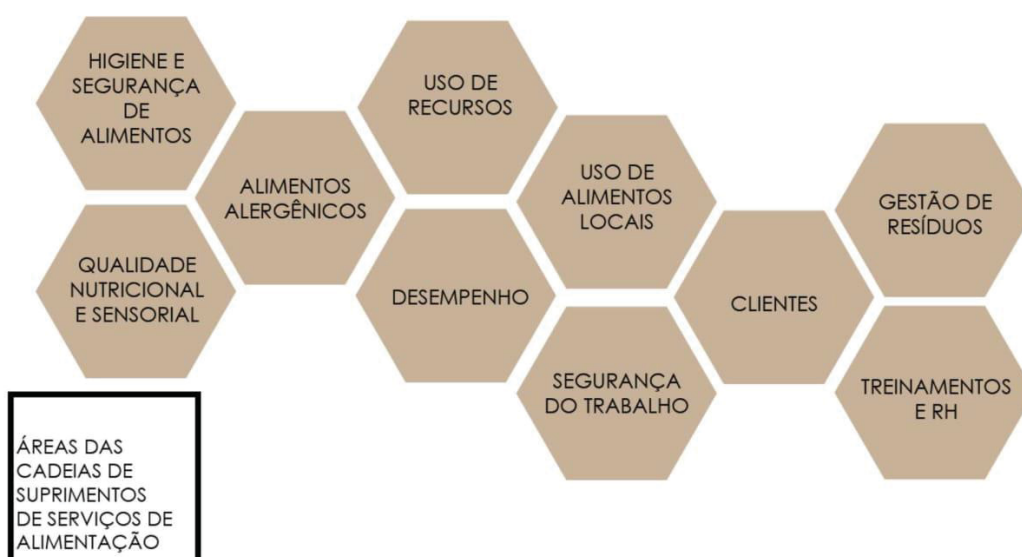 HIGIENE E
SEGURANÇA
DE
ALIMENTOS
QUALIDADE
NUTRICIONAL
E SENSORIAL
ALIMENTOS
ALERGÊNICOS
USO DE
RECURSOS
DESEMPENHO
USO DE
ALIMENTOS
LOCAIS
SEGURANÇA
DO TRABALHO
CLIENTES
GESTÃO DE
RESÍDUOS
TREINAMENTOS
E RH
ÁREAS DAS
CADEIAS DE
SUPRIMENTOS
DE SERVIÇOS DE
ALIMENTAÇÃO